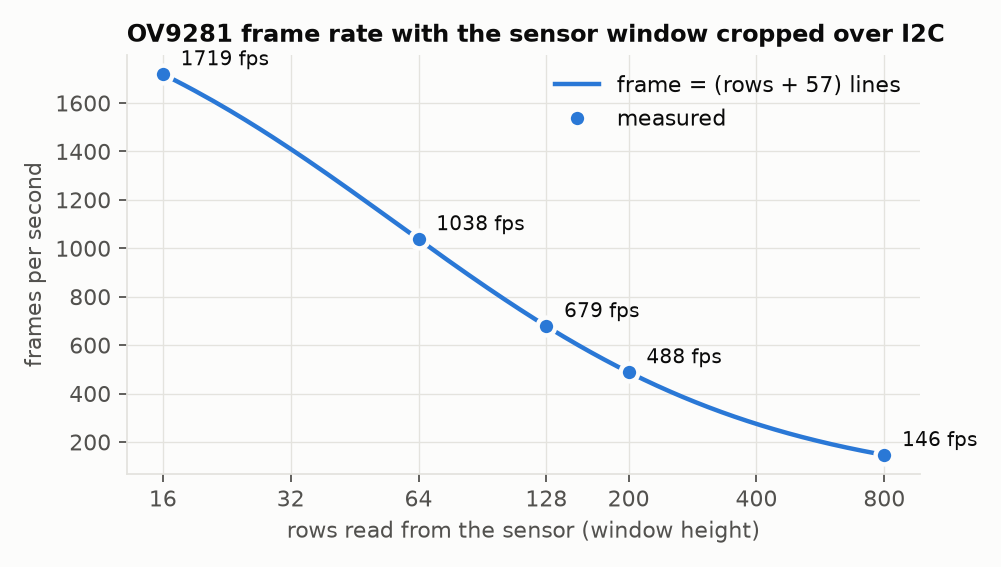 OV9281 frame rate with the sensor window cropped over I2C
1719 fps
frame = (rows + 57) lines
measured
1038 fps
679 fps
488 fps
146 fps
frames per second
1600
1400
1200
1000
800
600
400
200
16 32 64 128 200 400 800
rows read from the sensor (window height)